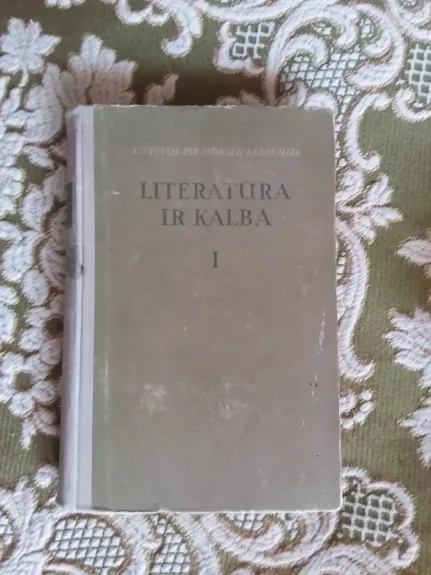 LIETUVOS TSR MOKSLŲ AKADEMIJA
LITERATŪRA
IR KALBA
I